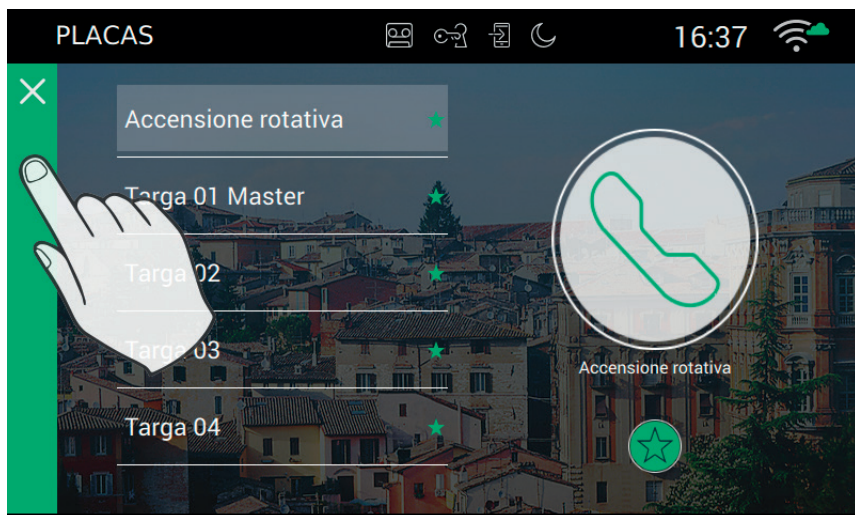 PLACAS
16:37
Accensione rotativa
Targa 01 Master
Targa 02
Targa 03
Targa 04
Accensione rotativa